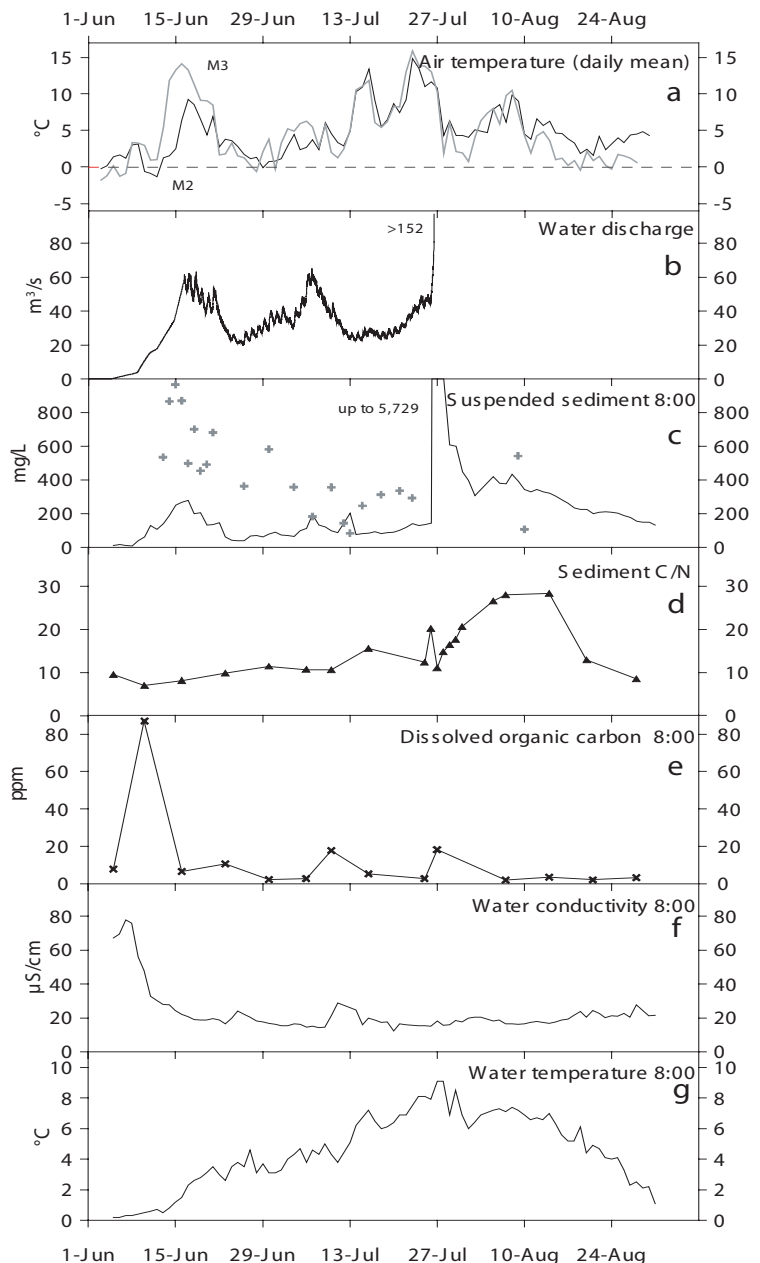 1-Jun 15-Jun 29-Jun 13-Jul 27-Jul 10-Aug 24-Aug
Air temperature (daily mean)
a
M3
M2
°C
15 15
10 10
5 5
0 0
-5 -5
Water discharge
b
>152
m³/s
80 80
60 60
40 40
20 20
0 0
Suspended sediment 8:00
c
up to 5,729
mg/L
800 800
600 600
400 400
200 200
0 0
Sediment C/N
d
30 30
20 20
10 10
0
Dissolved organic carbon 8:00
e
ppm
80 80
60 60
40 40
20 20
0 0
Water conductivity 8:00
f
µS/cm
80 80
60 60
40 40
20 20
0 0
Water temperature 8:00
g
°C
10 10
8 8
6 6
4 4
2 2
0 0
1-Jun 15-Jun 29-Jun 13-Jul 27-Jul 10-Aug 24-Aug